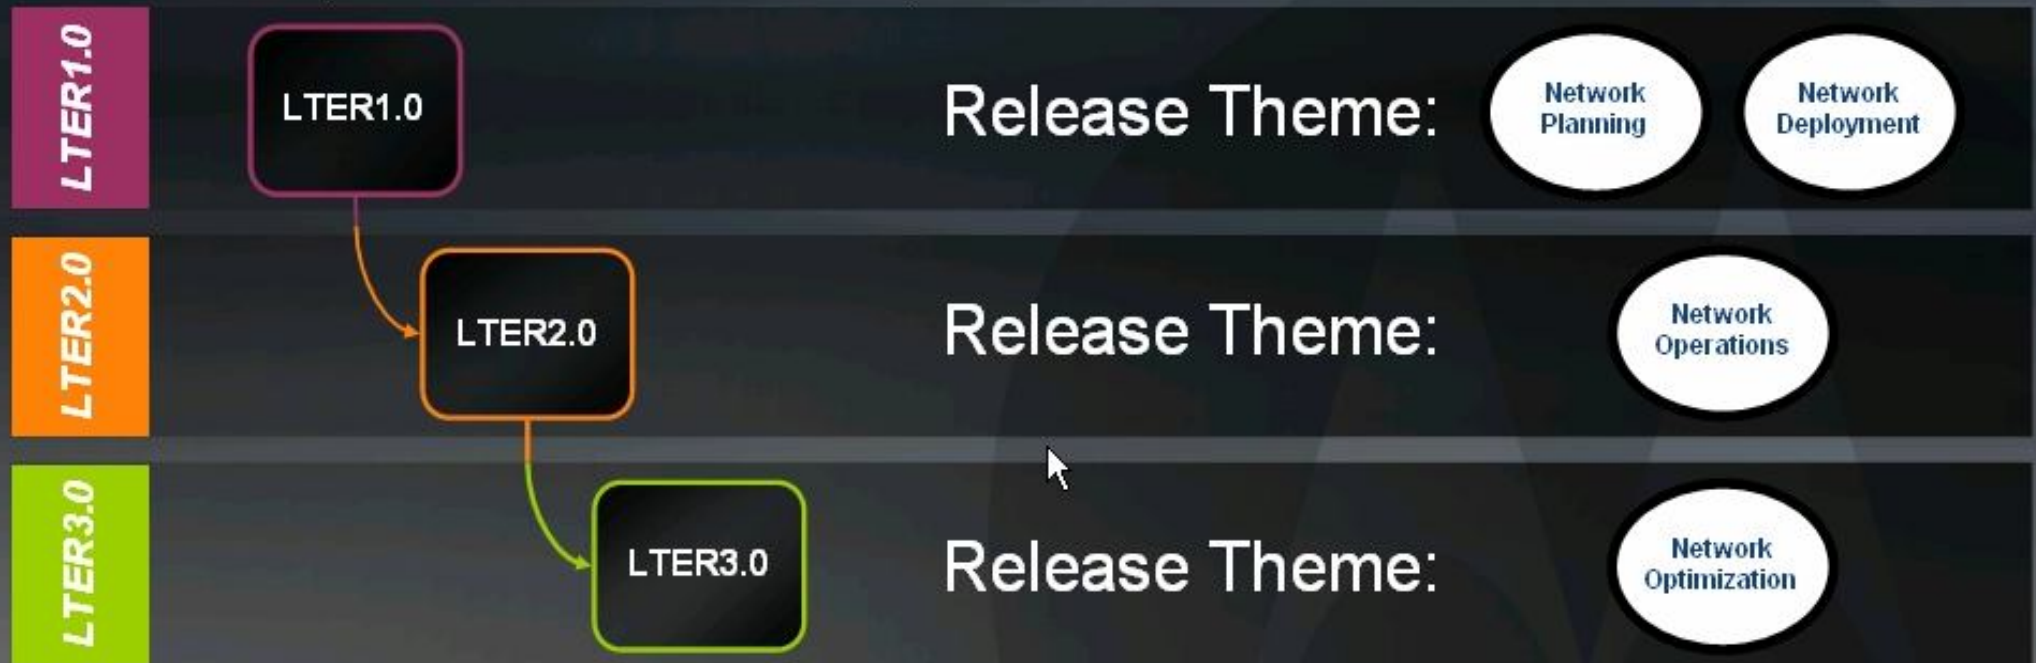 LTER1.0
LTER1.0
Release Theme:
Network
Planning
Network
Deployment
LTER2.0
LTER2.0
Release Theme:
Network
Operations
LTER3.0
LTER3.0
Release Theme:
Network
Optimization